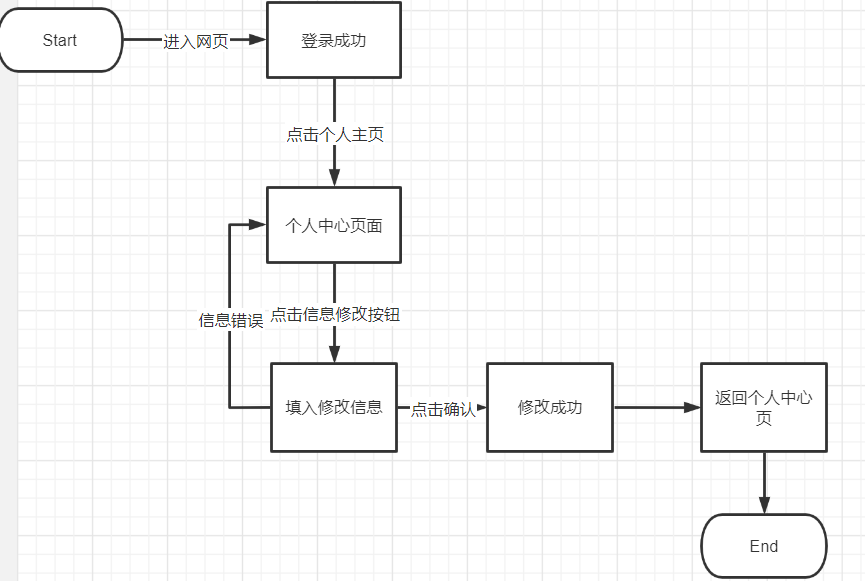 Start
进入网页
登录成功
点击个人主页
个人中心页面
信息错误
点击信息修改按钮
填入修改信息
点击确认
修改成功
返回个人中心
页
End